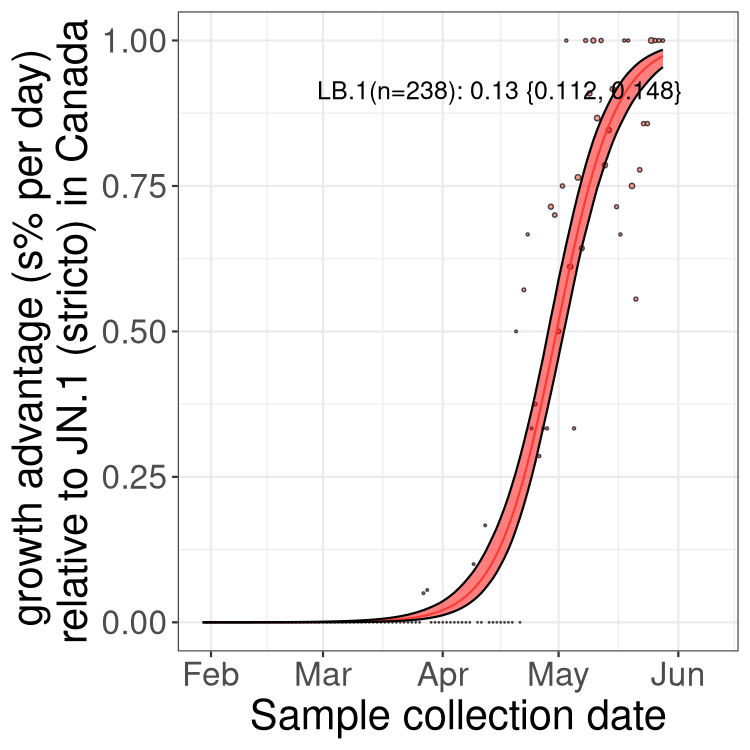 growth advantage (s% per day)
relative to JN.1 (stricto) in Canada
1.00
0.75
0.50
0.25
0.00
LB.1(n=238): 0.13 {0.112, 0.148}
Feb Mar Apr May Jun
Sample collection date